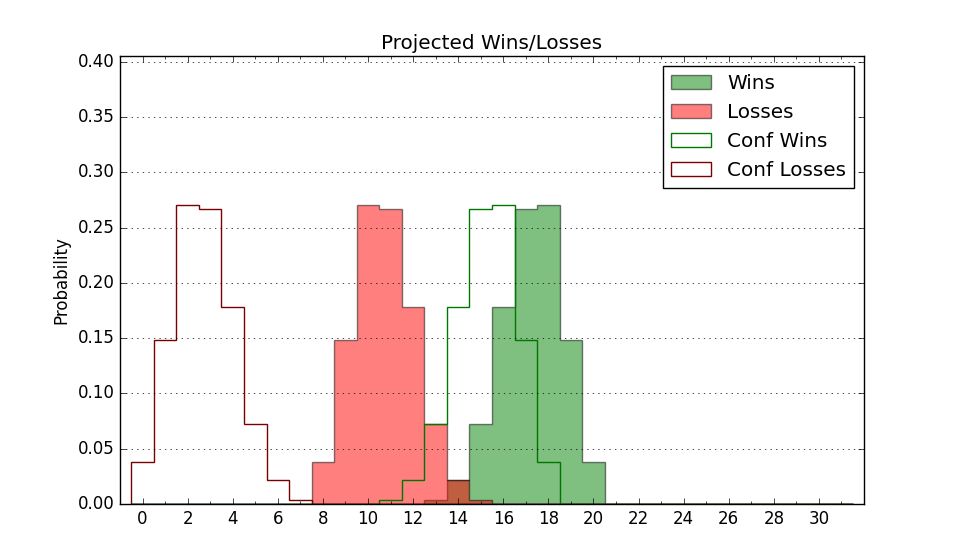 Projected Wins/Losses
0.40
0.35
0.30
0.25
0.20
0.15
0.10
0.05
0.00
Probability
Wins
Losses
Conf Wins
Conf Losses
0 2 4 6 8 10 12 14 16 18 20 22 24 26 28 30